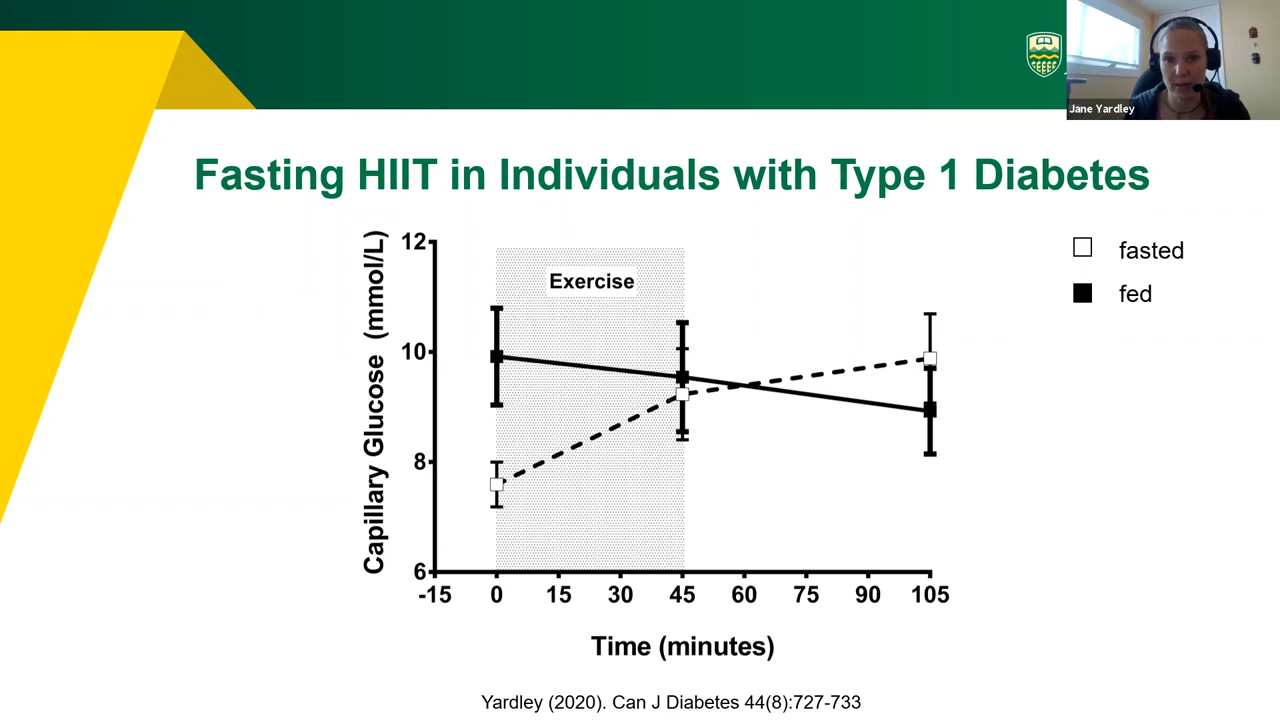 Jane Yardley
Fasting HIIT in Individuals with Type 1 Diabetes
fasted
fed
Capillary Glucose (mmol/L)
12
10
8
6
Exercise
-15 0 15 30 45 60 75 90 105
Time (minutes)
Yardley (2020). Can J Diabetes 44(8):727-733